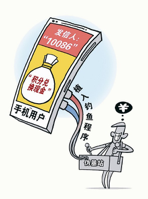 发信人:
“10086”
“积分兑
换现金”
手机用户
植入钓鱼程序
¥
伪基站